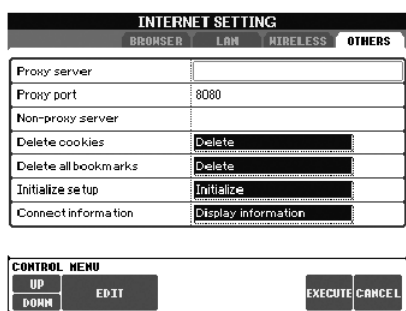 INTERNET SETTING
BROWSER LAN WIRELESS OTHERS
Proxy server
Proxy port 8080
Non-proxy server
Delete cookies Delete
Delete all bookmarks Delete
Initialize setup Initialize
Connect information Display information
CONTROL MENU
UP
EDIT EXECUTE CANCEL
DOWN